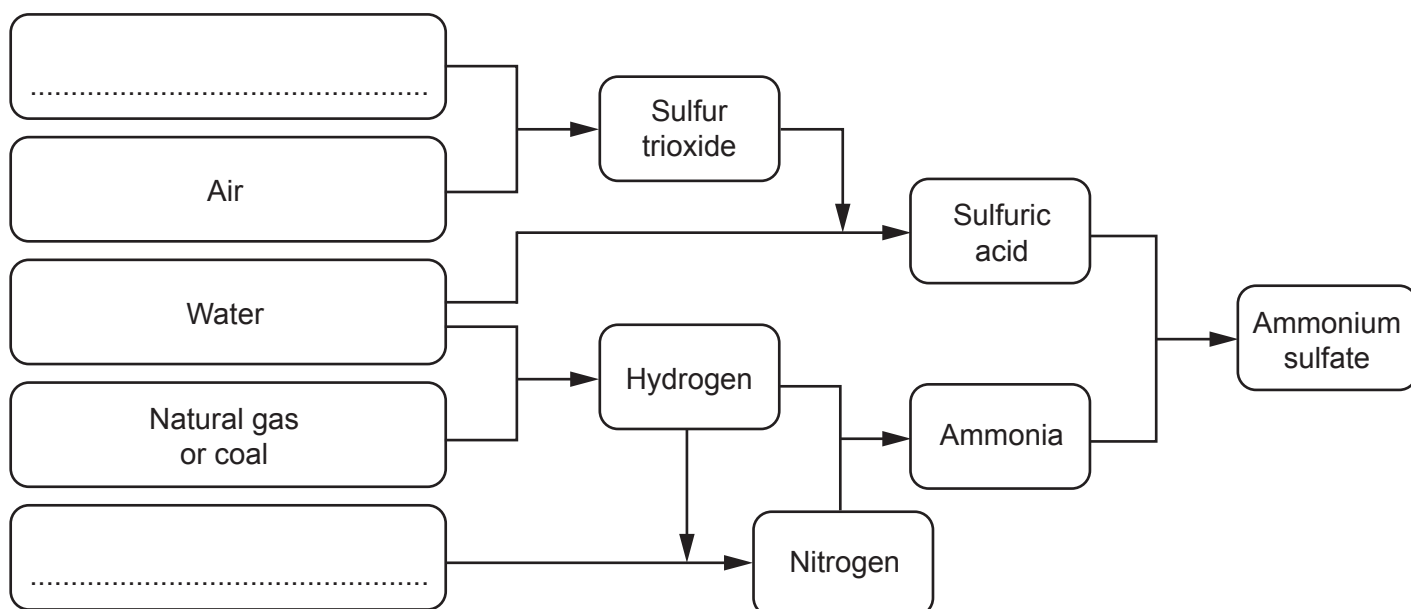 Sulfur
trioxide
Air
Sulfuric
acid
Water
Ammonium
sulfate
Hydrogen
Natural gas
or coal
Ammonia
Nitrogen